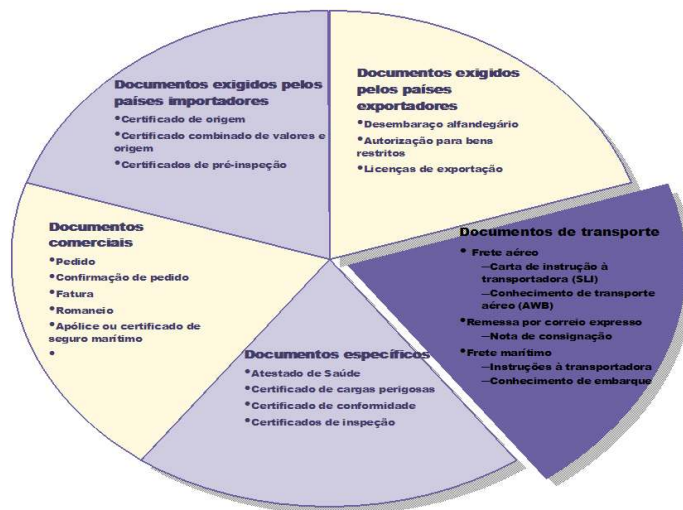 Documentos exigidos pelos
países importadores
•Certificado de origem
•Certificado combinado de valores e
origem
•Certificados de pré-inspeção
Documentos exigidos
pelos países
exportadores
•Desembaraço alfandegário
•Autorização para bens
restritos
•Licenças de exportação
Documentos
comerciais
•Pedido
•Confirmação de pedido
•Fatura
•Romaneio
•Apólice ou certificado de
seguro marítimo
•
Documentos de transporte
• Frete aéreo
—Carta de instrução à
transportadora (SLI)
—Conhecimento de transporte
aéreo (AWB)
•Remessa por correio expresso
—Nota de consignação
•Frete marítimo
—Instruções à transportadora
—Conhecimento de embarque
Documentos específicos
•Atestado de Saúde
•Certificado de cargas perigosas
•Certificado de conformidade
•Certificados de inspeção